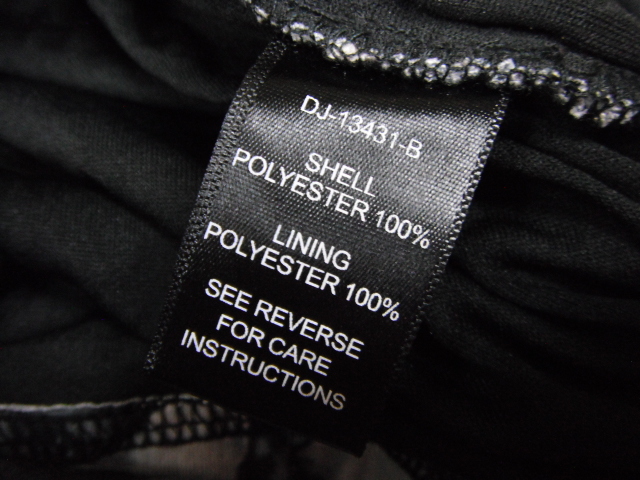 DJ-13431-B
SHELL
POLYESTER 100%
LINING
POLYESTER 100%
SEE REVERSE
FOR CARE
INSTRUCTIONS